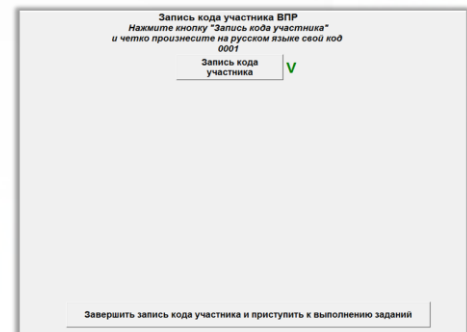 Запись кода участника ВПР
Нажмите кнопку "Запись кода участника"
и четко произнесите на русском языке свой код
0001
Запись кода
участника
V
Завершить запись кода участника и приступить к выполнению заданий